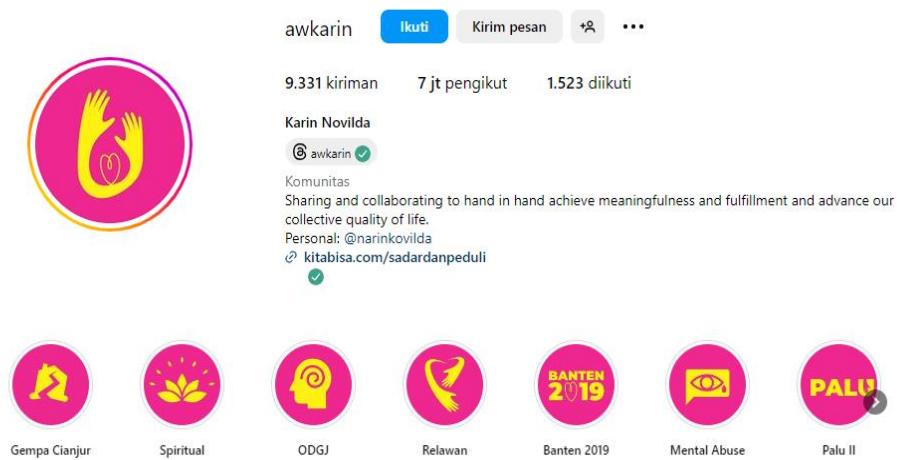 awkarin Ikuti Kirim pesan
9.331 kiriman 7 jt pengikut 1.523 diikuti
Karin Novilda
awkarin
Komunitas
Sharing and collaborating to hand in hand achieve meaningfulness and fulfillment and advance our
collective quality of life.
Personal: @narinkovilda
kitabisa.com/sadardanpeduli
BANTEN
2019
PALU
Gempa Cianjur Spiritual ODGJ Relawan Banten 2019 Mental Abuse Palu II